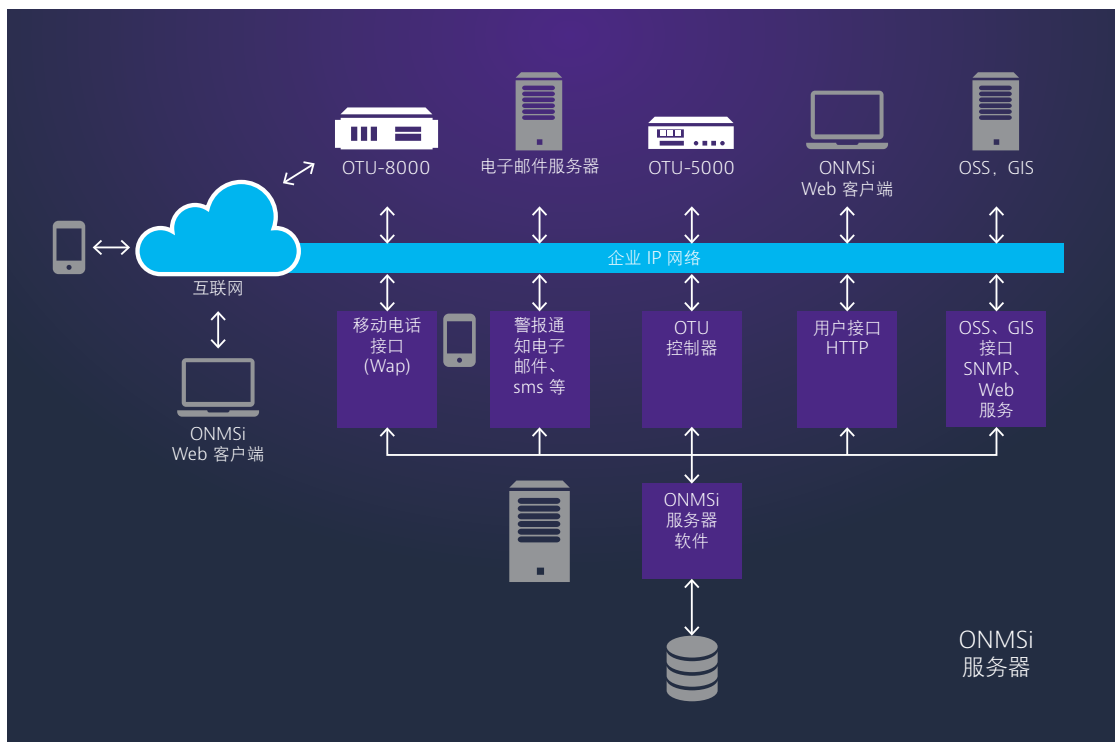 OTU-8000
电子邮件服务器
OTU-5000
ONMSi
Web 客户端
OSS，GIS
企业 IP 网络
互联网
移动电话
接口
(Wap)
警报通
知电子
邮件、
sms 等
OTU
控制器
用户接口
HTTP
OSS、GIS
接口
SNMP、
Web
服务
ONMSi
Web 客户端
ONMSi
服务器
软件
ONMSi
服务器